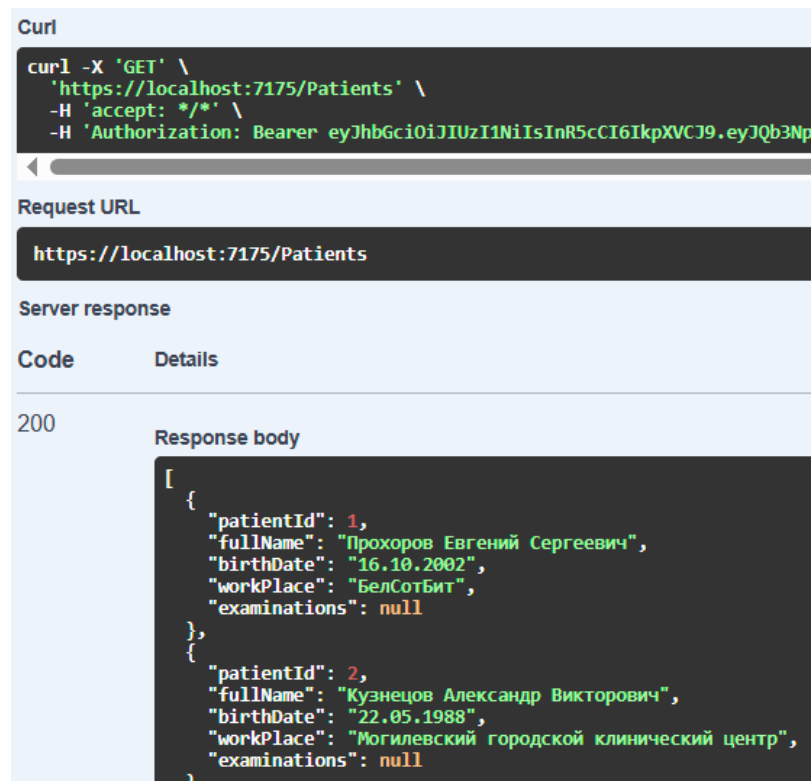 Curl
curl -X 'GET' \
  'https://localhost:7175/Patients' \
  -H 'accept: */*' \
  -H 'Authorization: Bearer eyJhbGciOiJIUzI1NiIsInR5cCI6IkpXVCJ9.eyJQb3Np
Request URL
https://localhost:7175/Patients
Server response
Code Details
200
Response body
[
  {
    "patientId": 1,
    "fullName": "Прохоров Евгений Сергеевич",
    "birthDate": "16.10.2002",
    "workPlace": "БелСотБит",
    "examinations": null
  },
  {
    "patientId": 2,
    "fullName": "Кузнецов Александр Викторович",
    "birthDate": "22.05.1988",
    "workPlace": "Могилевский городской клинический центр",
    "examinations": null
  }